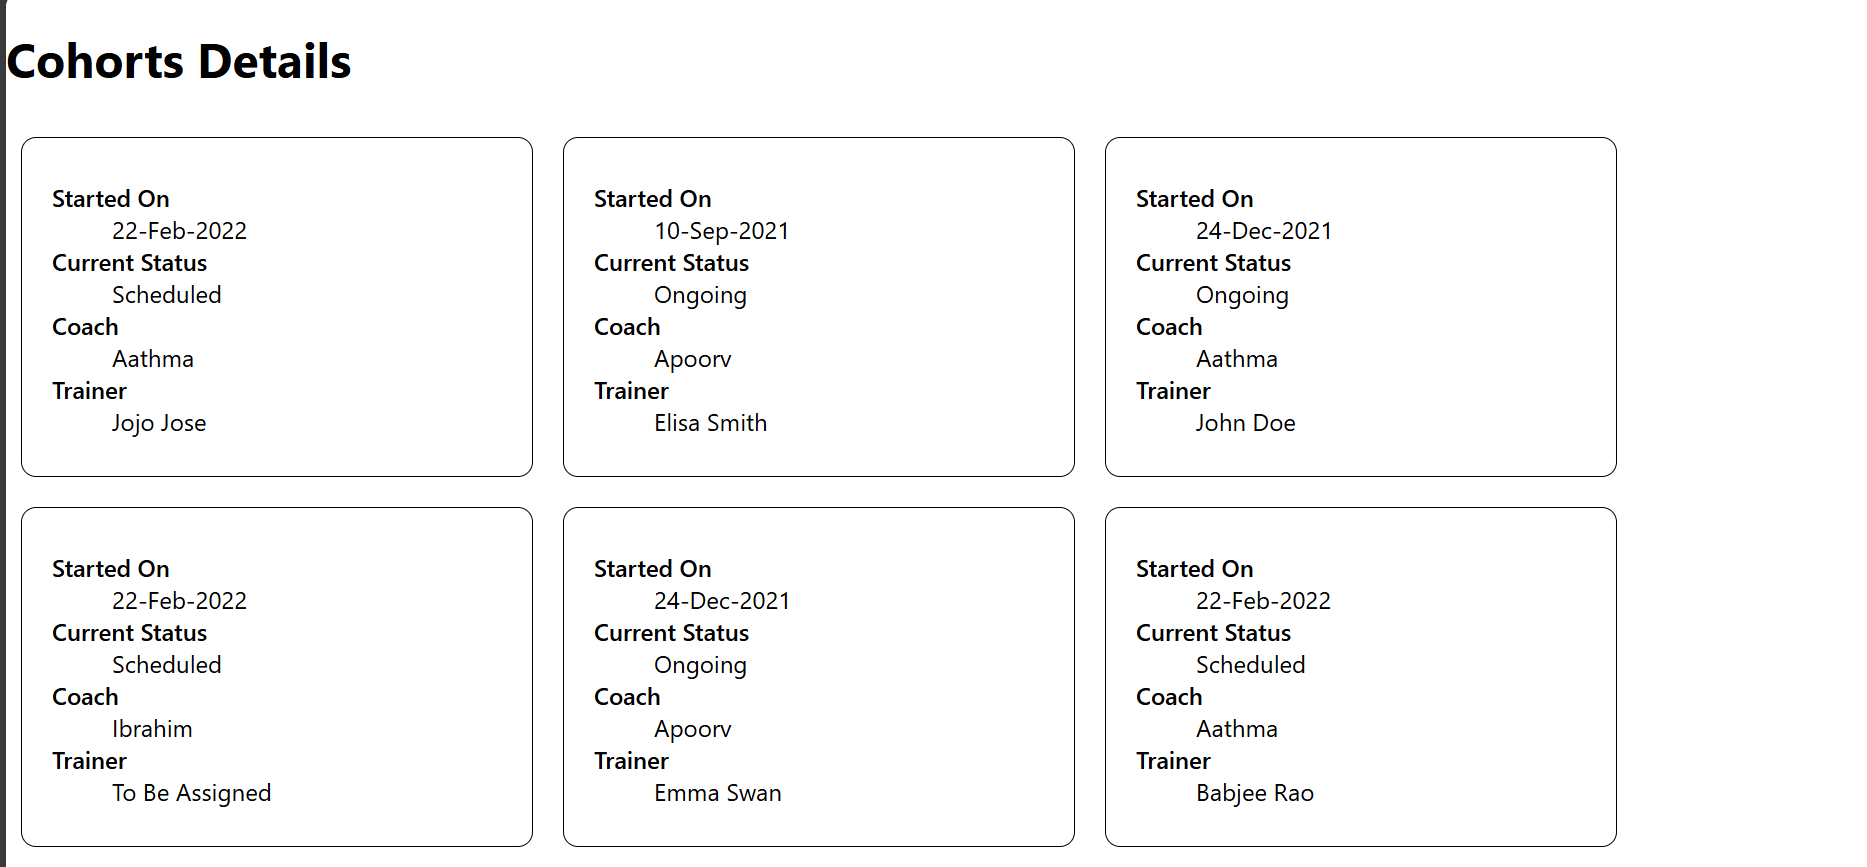 Cohorts Details
Started On
22-Feb-2022
Current Status
Scheduled
Coach
Aathma
Trainer
Jojo Jose
Started On
10-Sep-2021
Current Status
Ongoing
Coach
Apoorv
Trainer
Elisa Smith
Started On
24-Dec-2021
Current Status
Ongoing
Coach
Aathma
Trainer
John Doe
Started On
22-Feb-2022
Current Status
Scheduled
Coach
Ibrahim
Trainer
To Be Assigned
Started On
24-Dec-2021
Current Status
Ongoing
Coach
Apoorv
Trainer
Emma Swan
Started On
22-Feb-2022
Current Status
Scheduled
Coach
Aathma
Trainer
Babjee Rao